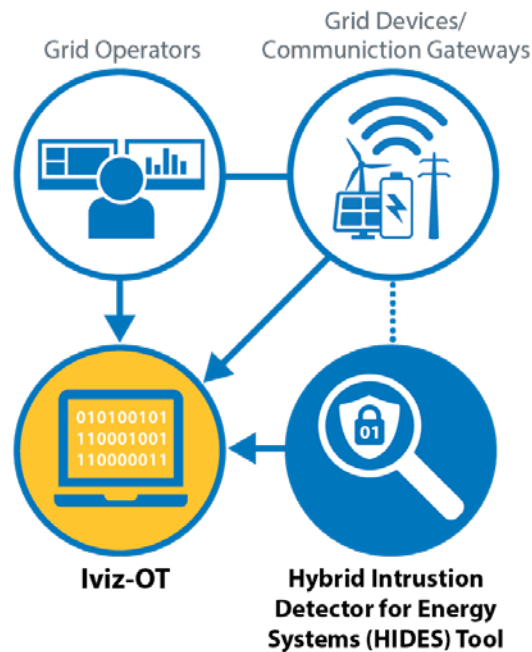 Grid Operators
Grid Devices/
Communiction Gateways
010100101
110001001
110000011
01
Iviz-OT
Hybrid Intrustion
Detector for Energy
Systems (HIDES) Tool